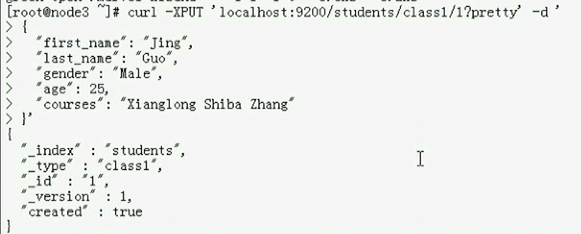 [root@node3 ~]# curl -XPUT 'localhost:9200/students/class1/1?pretty' -d '
> {
>   "first_name": "Jing",
>   "last_name": "Guo",
>   "gender": "Male",
>   "age": 25,
>   "courses": "Xianglong Shiba Zhang"
> }'
{
  "_index" : "students",
  "_type" : "class1",
  "_id" : "1",
  "_version" : 1,
  "created" : true
}